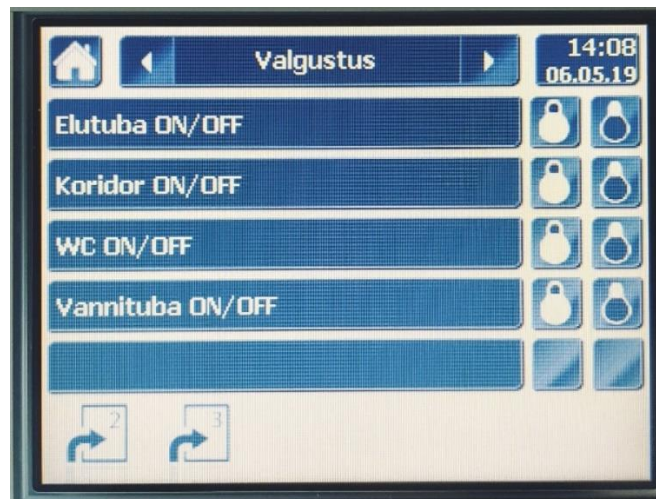 Valgustus
14:08
06.05.19
Elutuba ON/OFF
Koridor ON/OFF
WC ON/OFF
Vannituba ON/OFF
2
3